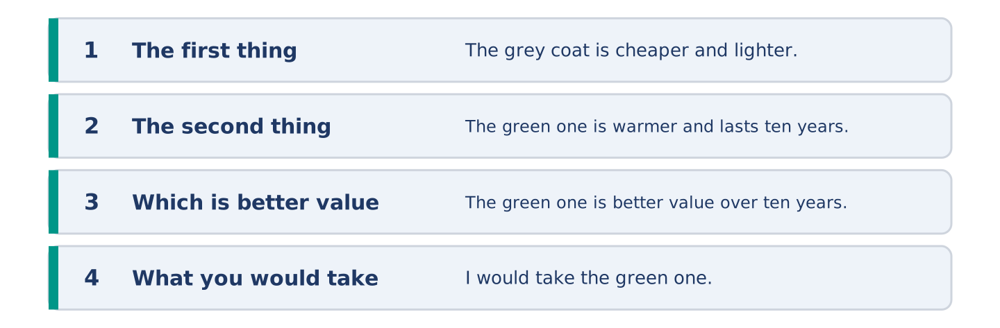 1 The first thing The grey coat is cheaper and lighter.
2 The second thing The green one is warmer and lasts ten years.
3 Which is better value The green one is better value over ten years.
4 What you would take I would take the green one.